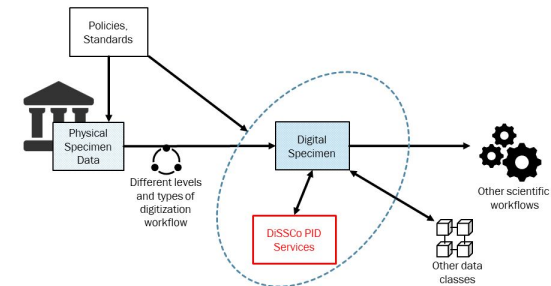 Policies,
Standards
Physical
Specimen
Data
Different levels
and types of
digitization
workflow
Digital
Specimen
DiSSCo PID
Services
Other scientific
workflows
Other data
classes